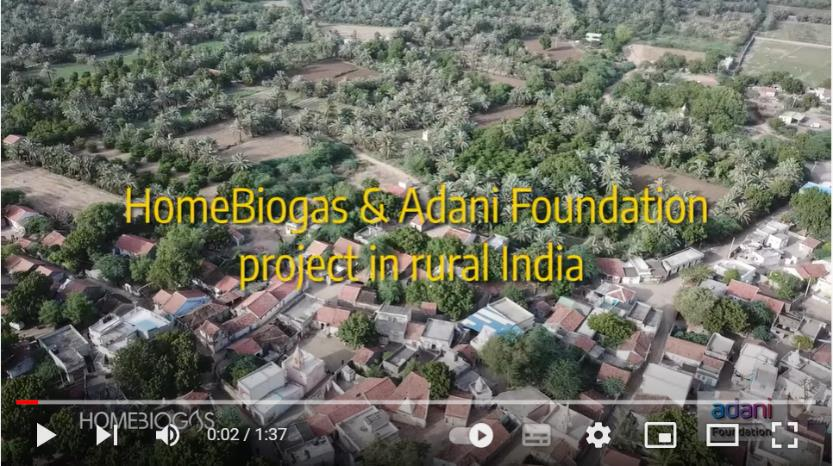 HomeBiogas & Adani Foundation
project in rural India
HOMEBIOGAS
adani
Foundation
0:02 / 1:37